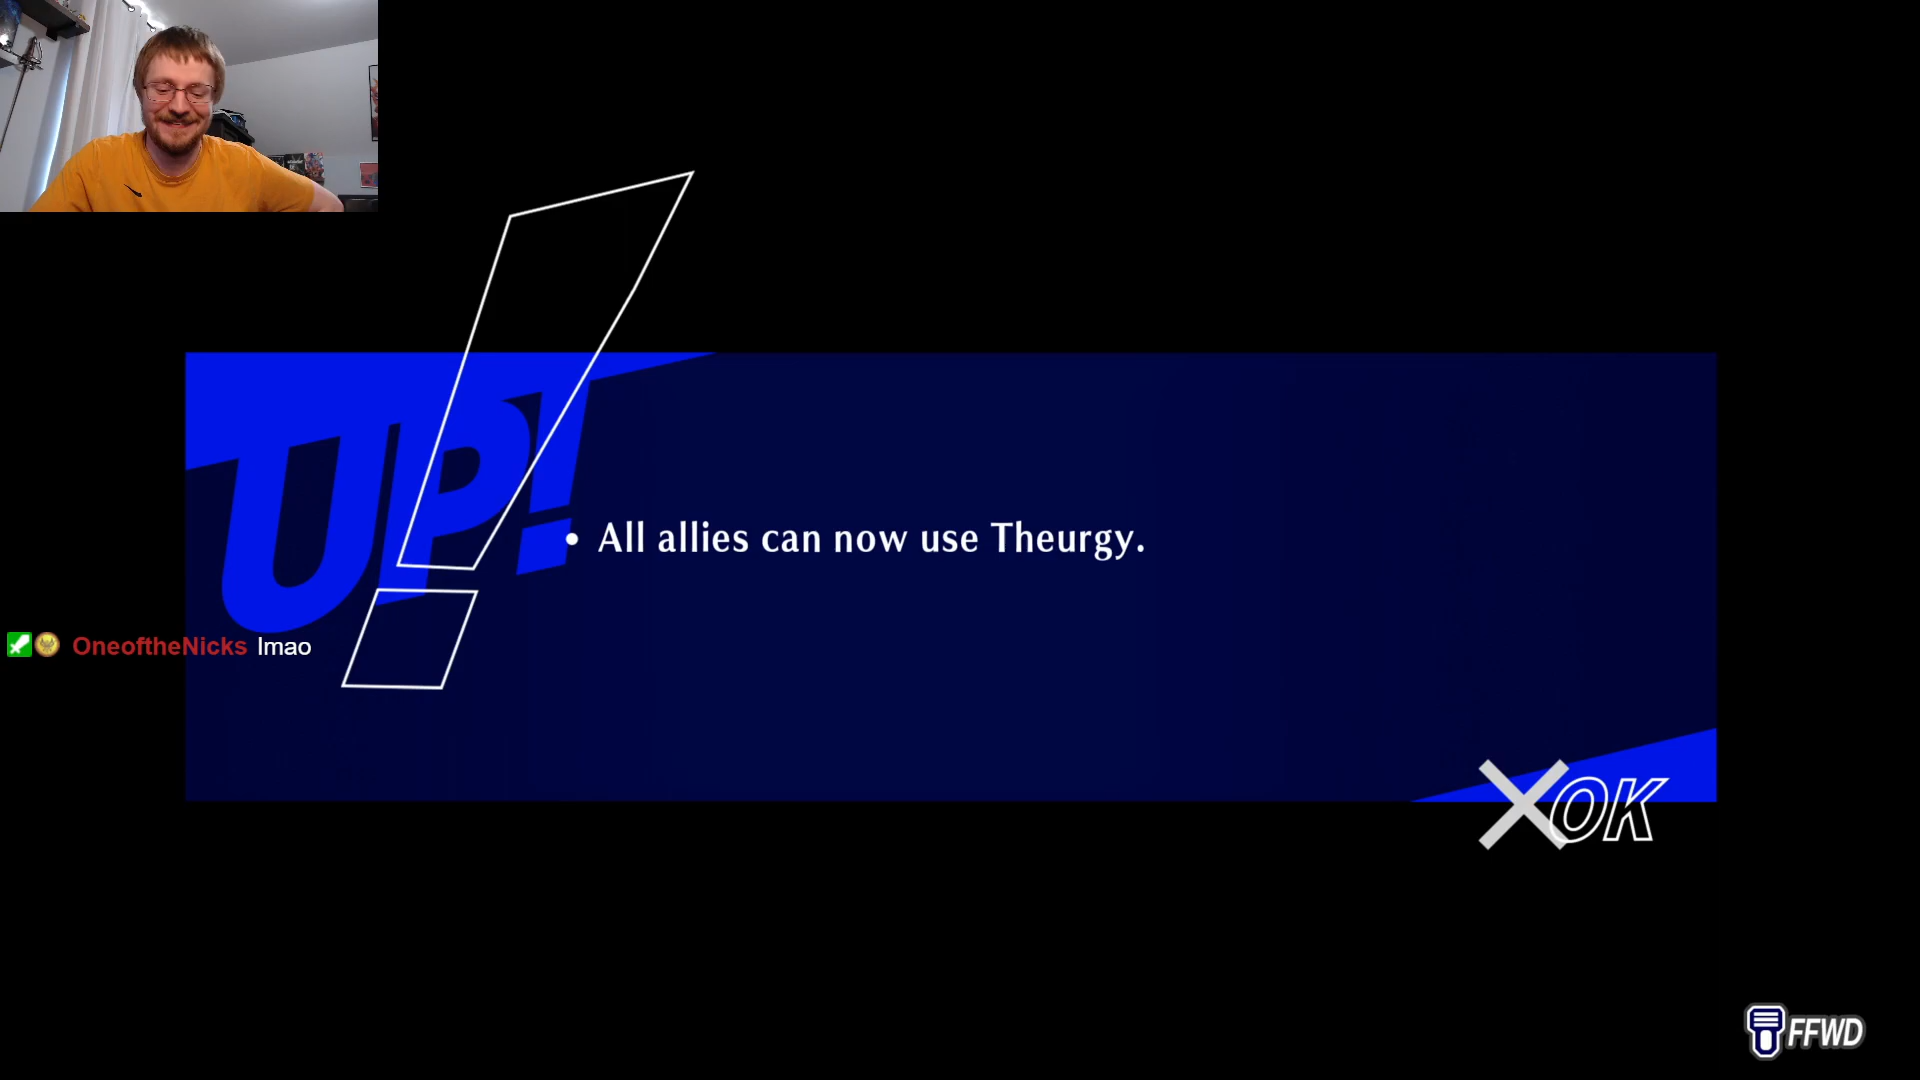 UP!
• All allies can now use Theurgy.
OneoftheNicks lmao
OK
FFWD